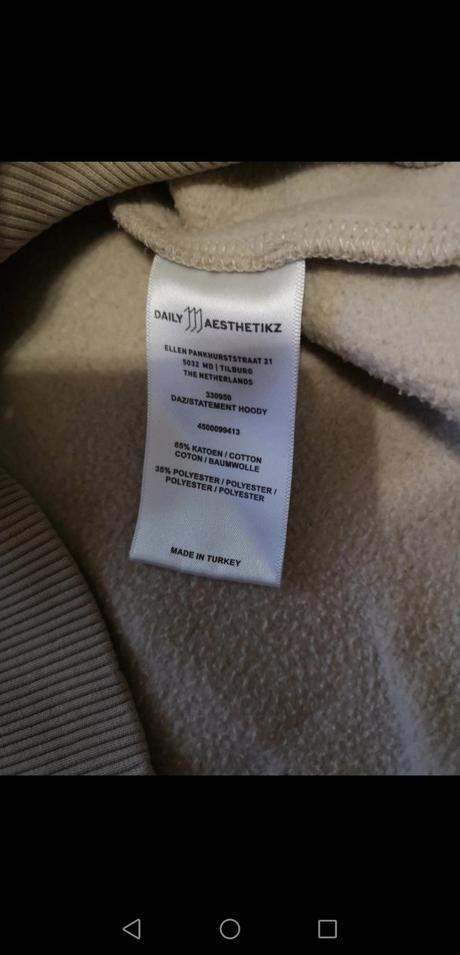 DAILY AESTHETIKZ
ELLEN PANKHURSTSTRAAT 21
5032 MD | TILBURG
THE NETHERLANDS
330950
DAZ/STATEMENT HOODY
4500099413
65% KATOEN / COTTON
COTON / BAUMWOLLE
35% POLYESTER / POLYESTER /
POLYESTER / POLYESTER
MADE IN TURKEY